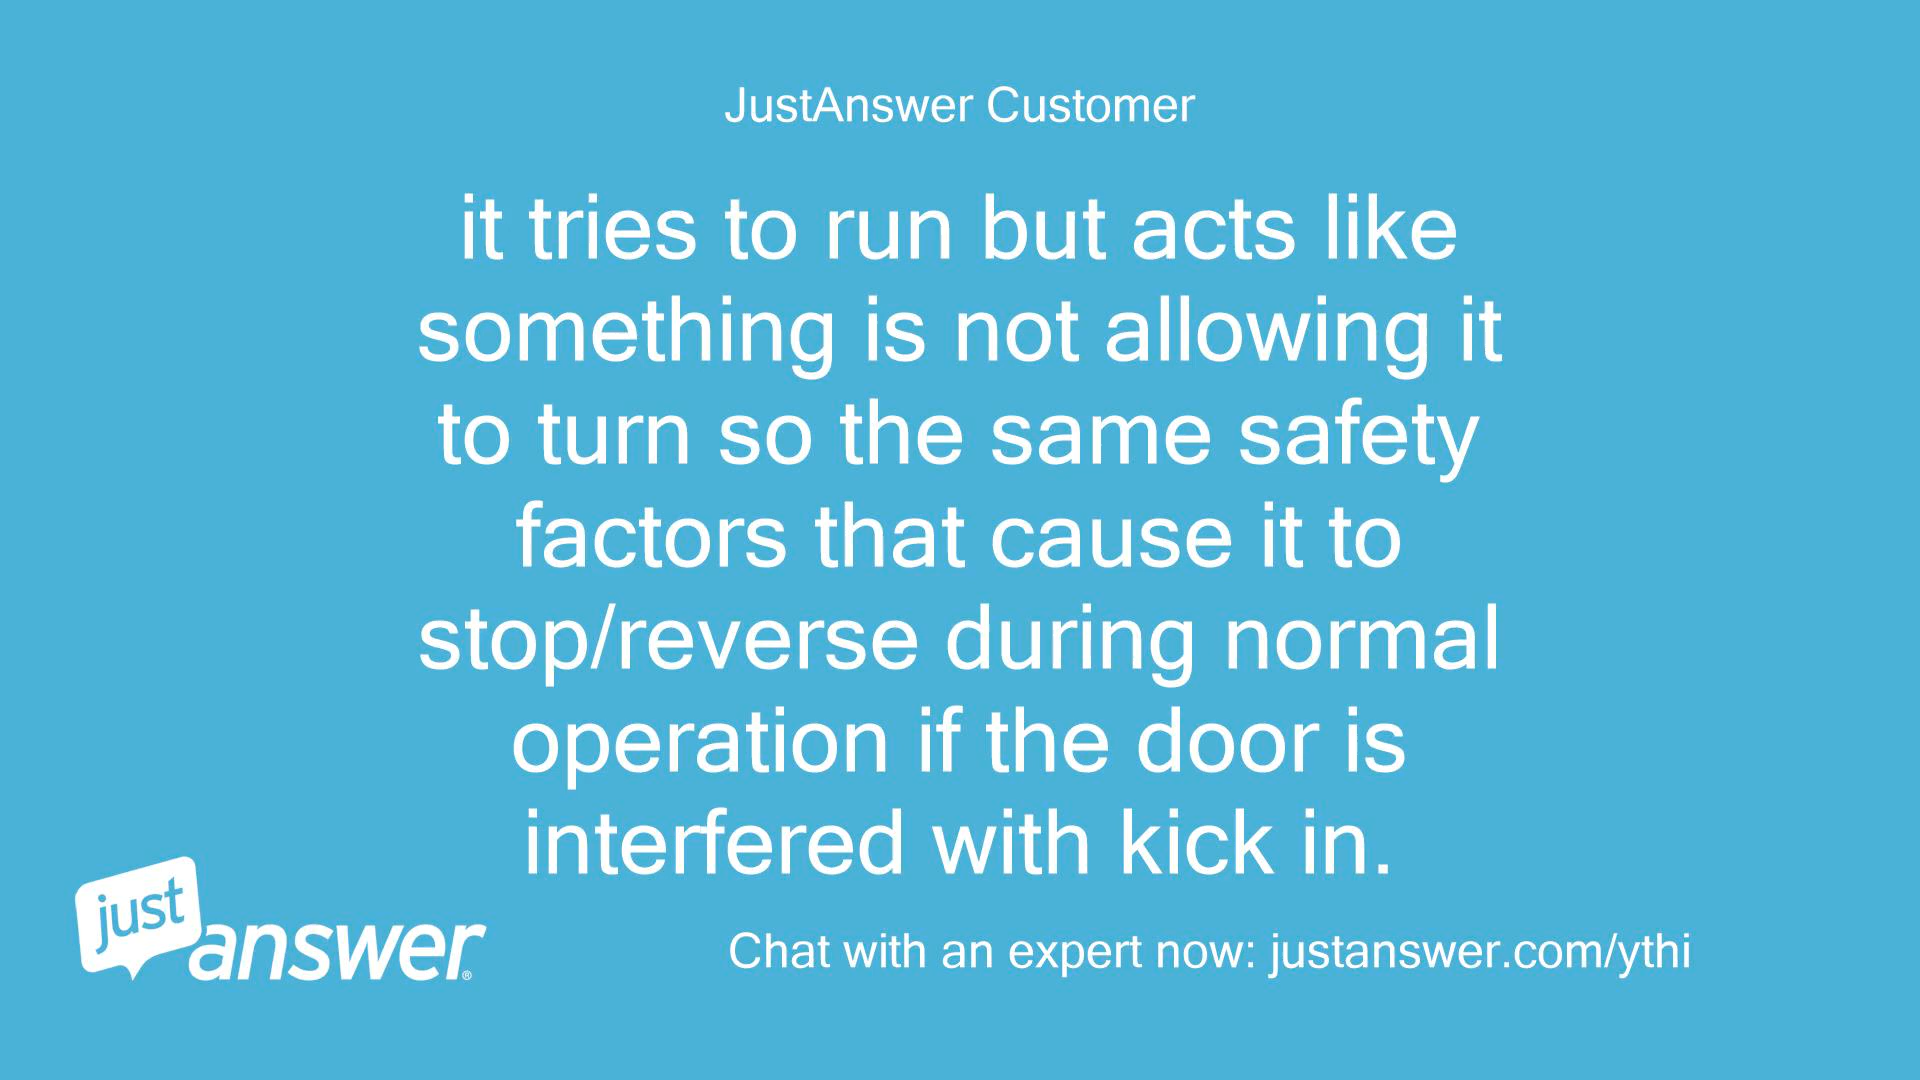 JustAnswer Customer
it tries to run but acts like
something is not allowing it
to turn so the same safety
factors that cause it to
stop/reverse during normal
operation if the door is
interfered with kick in.
just
answer®
Chat with an expert now: justanswer.com/ythi